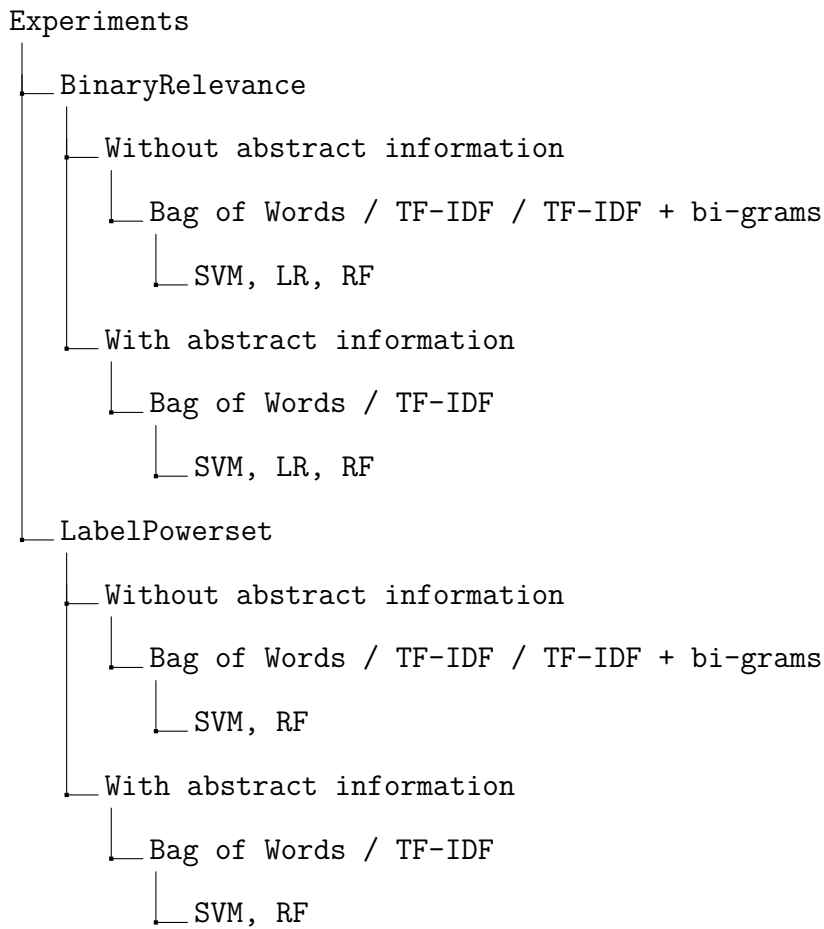 Experiments
BinaryRelevance
Without abstract information
Bag of Words / TF-IDF / TF-IDF + bi-grams
SVM, LR, RF
With abstract information
Bag of Words / TF-IDF
SVM, LR, RF
LabelPowerset
Without abstract information
Bag of Words / TF-IDF / TF-IDF + bi-grams
SVM, RF
With abstract information
Bag of Words / TF-IDF
SVM, RF